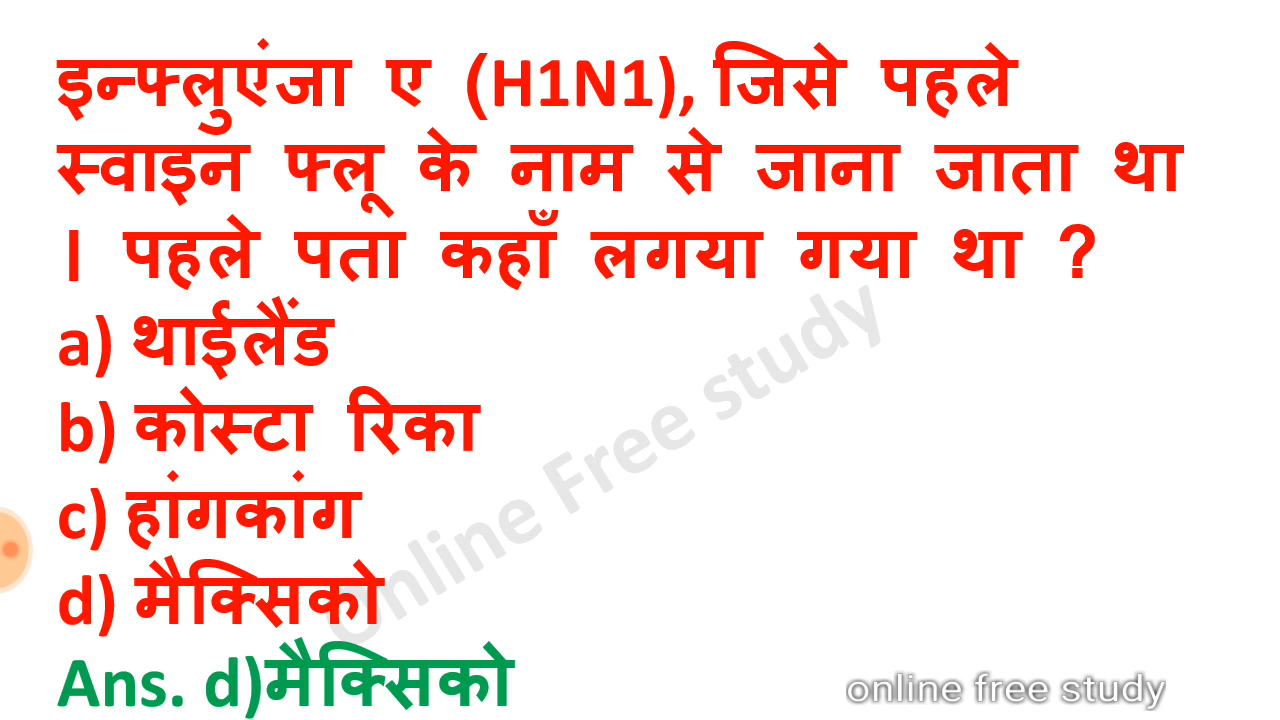 इन्फ्लुएंजा ए (H1N1), जिसे पहले
स्वाइन फ्लू के नाम से जाना जाता था
। पहले पता कहाँ लगया गया था ?
a) थाईलैंड
b) कोस्टा रिका
c) हांगकांग
d) मैक्सिको
Ans. d)मैक्सिको
Online Free study
online free study